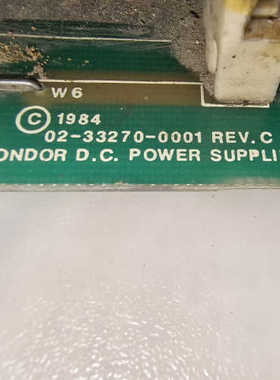 W6
© 1984
02-33270-0001 REV. C
ONDOR D.C. POWER SUPPLI